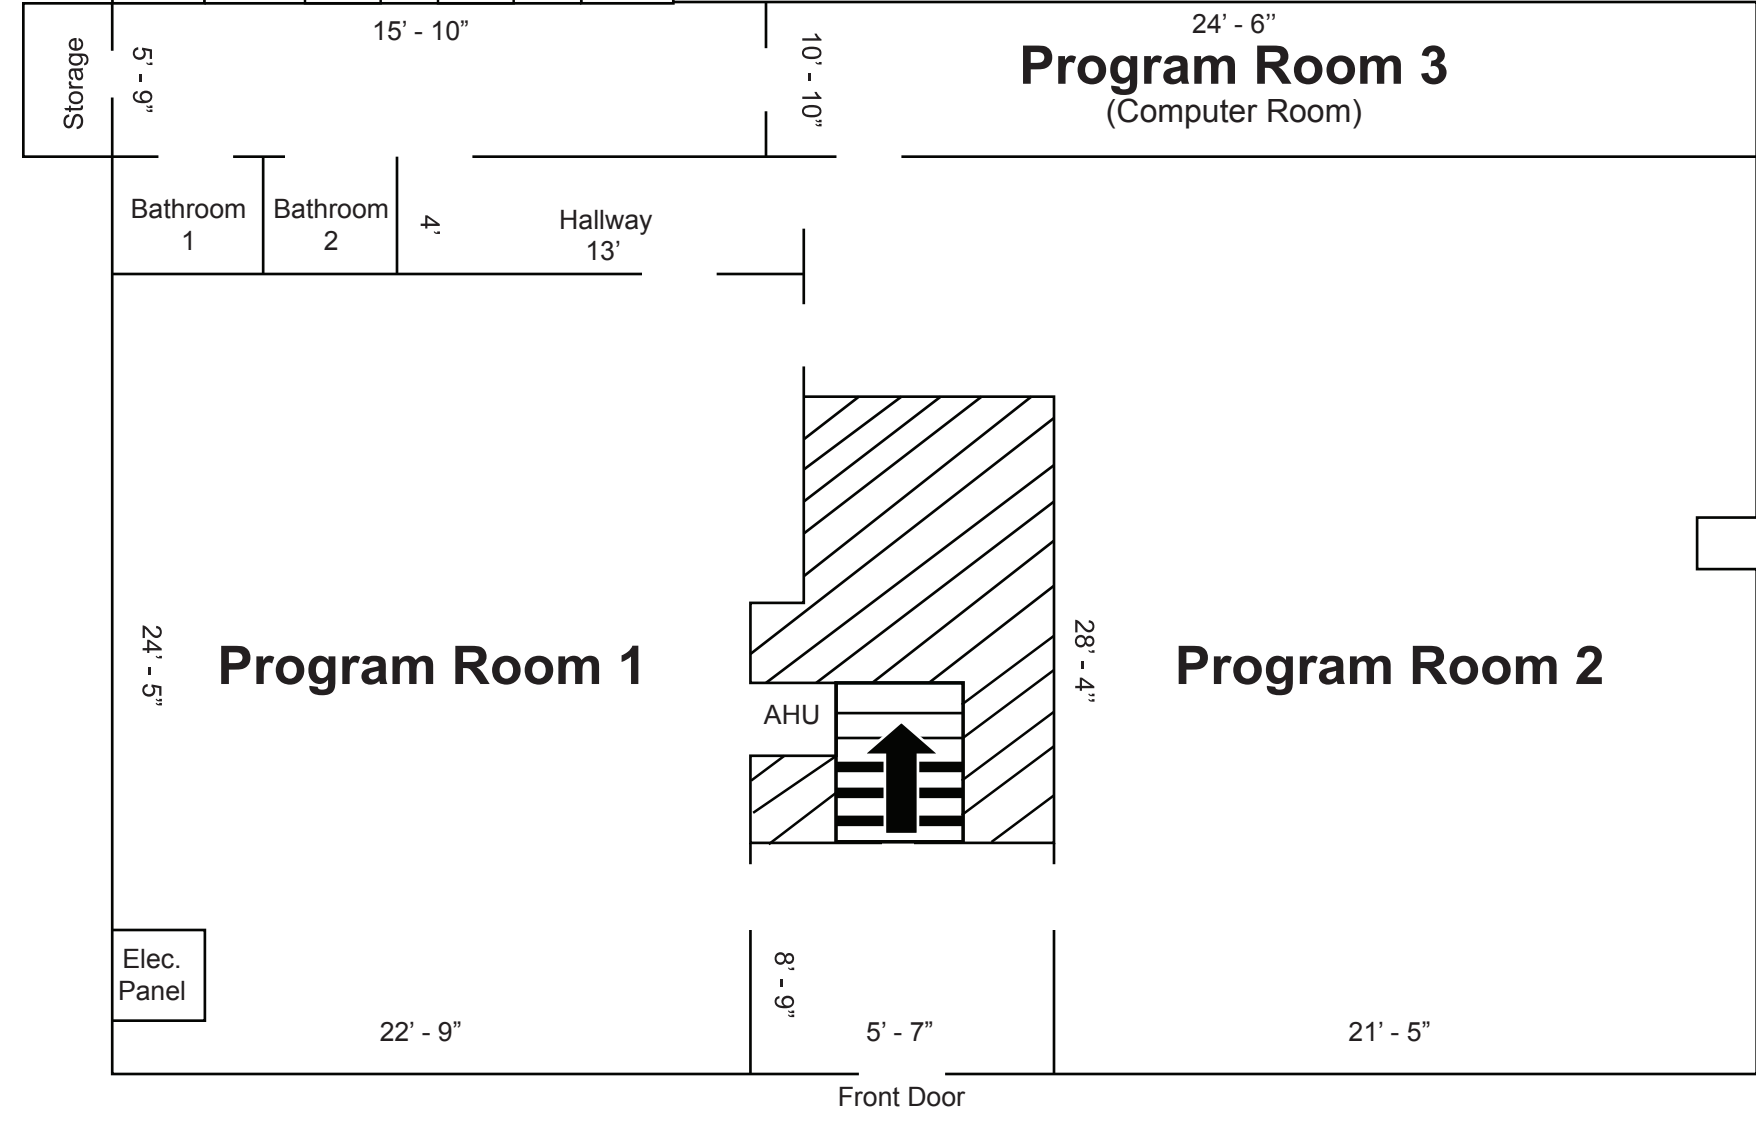 15’ - 10”
24’ - 6’’
Storage
5’ - 9”
10’ - 10”
Program Room 3
(Computer Room)
Bathroom
1
Bathroom
2
4’
Hallway
13’
24’ - 5”
Program Room 1
28’ - 4”
Program Room 2
AHU
Elec.
Panel
8’ - 9”
22’ - 9”
5’ - 7”
21’ - 5”
Front Door